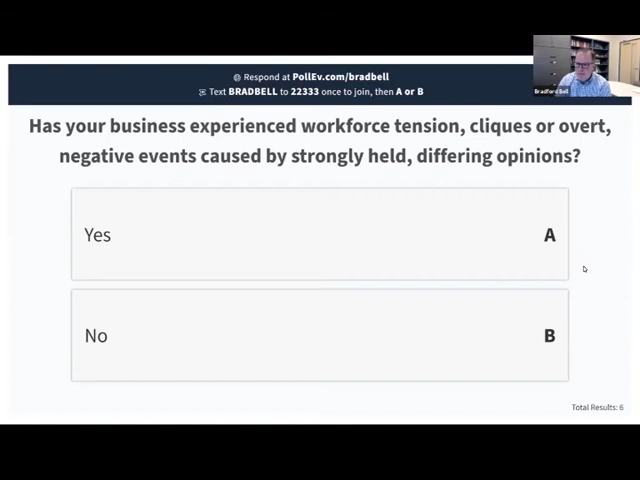 Respond at PollEv.com/bradbell
Text BRADBELL to 22333 once to join, then A or B
Bradford Bell
Has your business experienced workforce tension, cliques or overt,
negative events caused by strongly held, differing opinions?
Yes A
No B
Total Results: 6